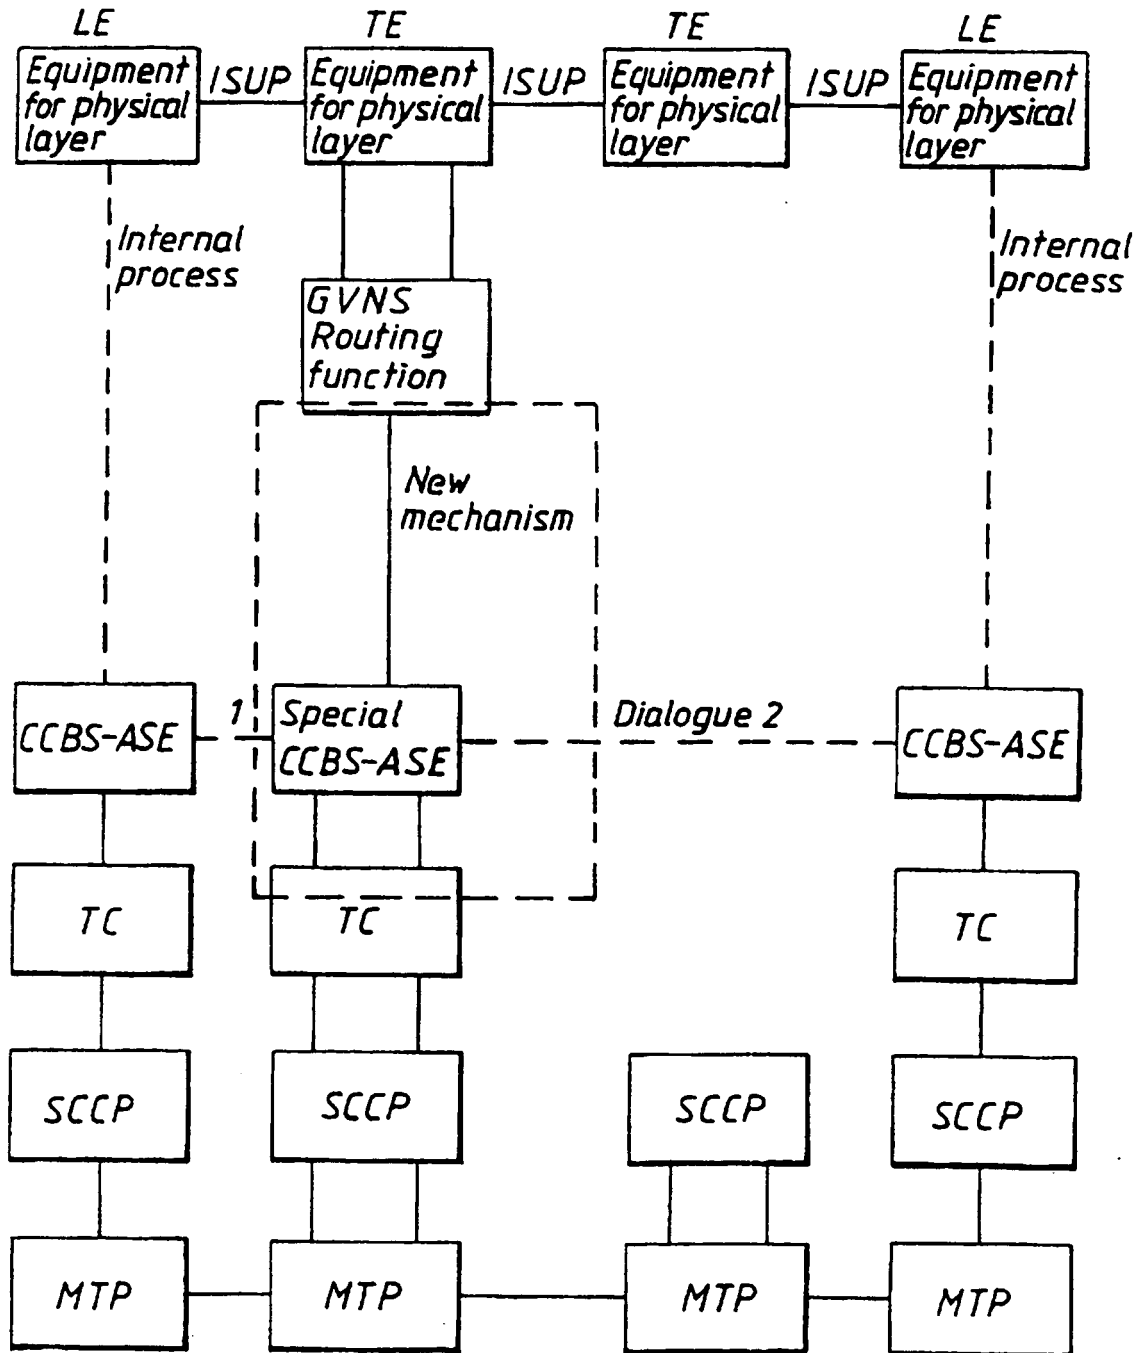 LE
TE
TE
LE
Equipment
for physical
layer
ISUP
Equipment
for physical
layer
ISUP
Equipment
for physical
layer
ISUP
Equipment
for physical
layer
Internal
process
GVNS
Routing
function
Internal
process
New
mechanism
CCBS-ASE
1
Special
CCBS-ASE
Dialogue 2
CCBS-ASE
TC
TC
TC
SCCP
SCCP
SCCP
SCCP
MTP
MTP
MTP
MTP